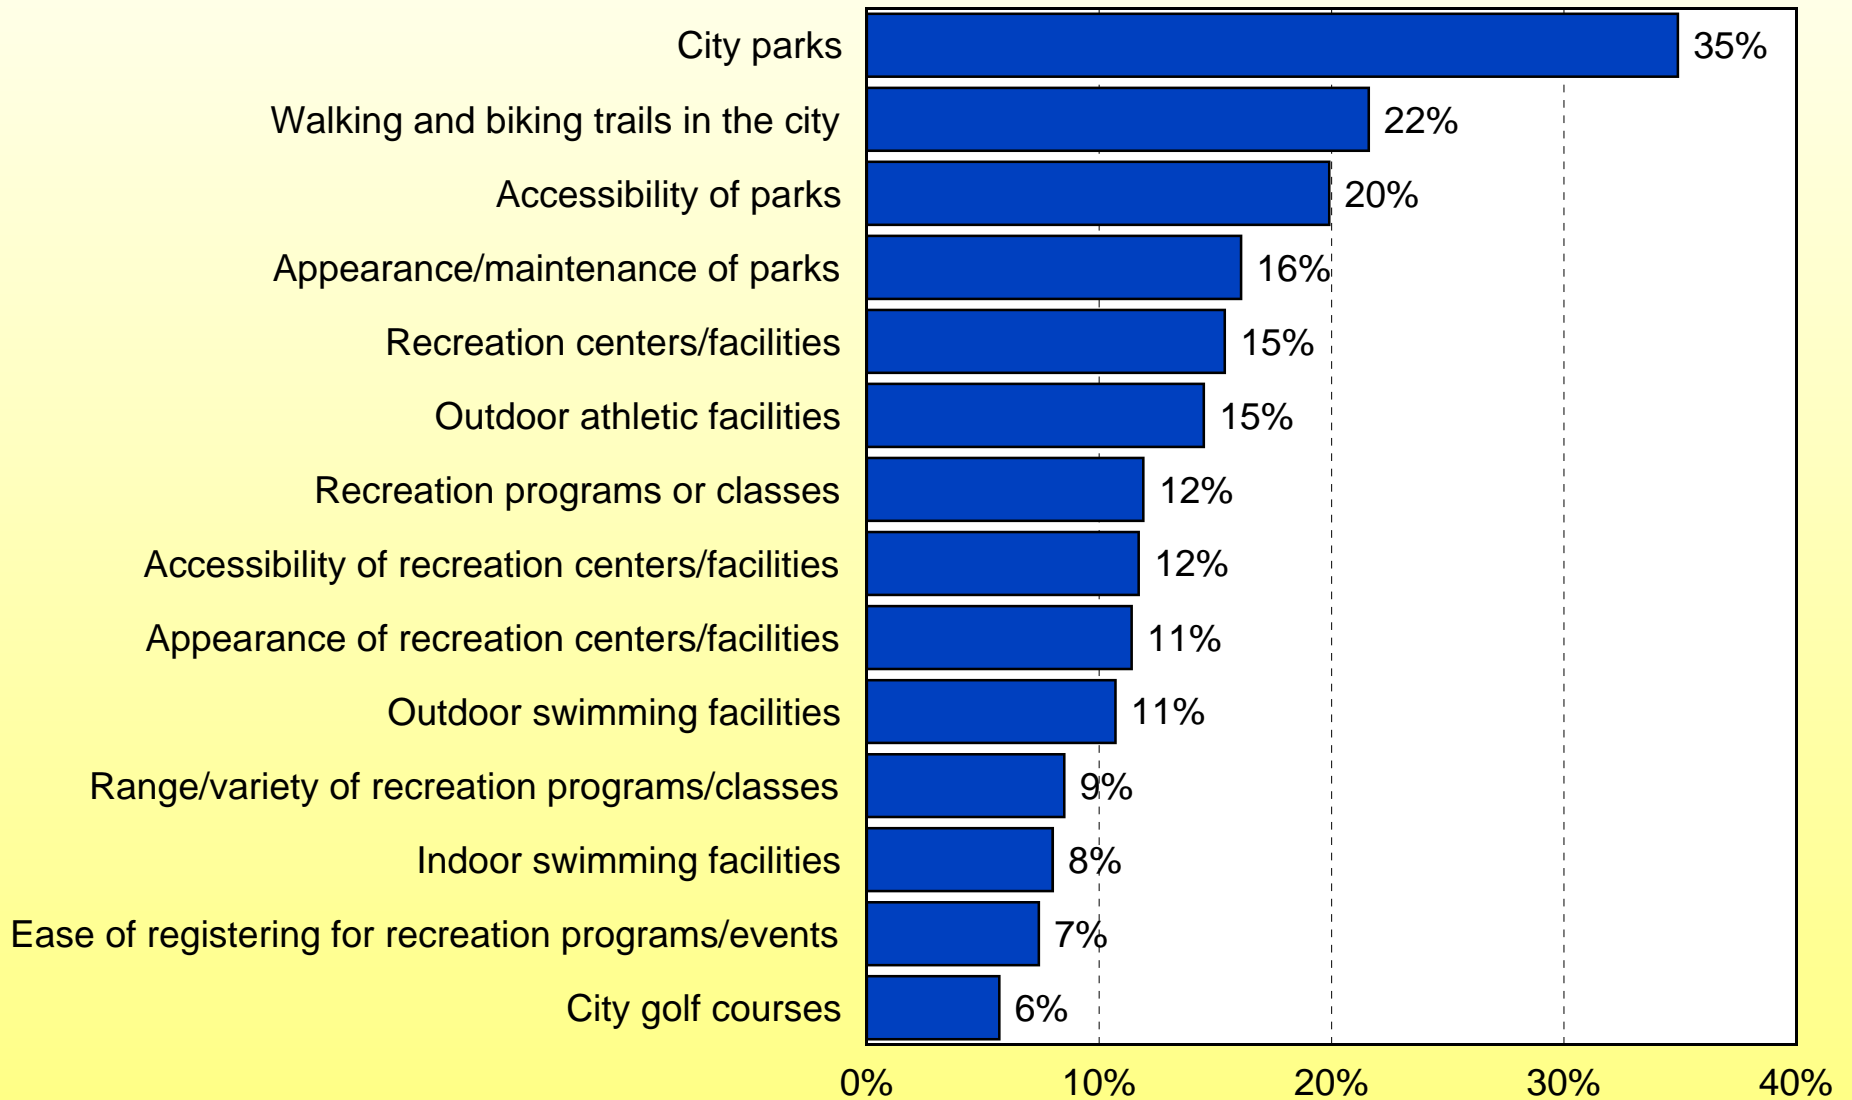 City parks 35%
Walking and biking trails in the city 22%
Accessibility of parks 20%
Appearance/maintenance of parks 16%
Recreation centers/facilities 15%
Outdoor athletic facilities 15%
Recreation programs or classes 12%
Accessibility of recreation centers/facilities 12%
Appearance of recreation centers/facilities 11%
Outdoor swimming facilities 11%
Range/variety of recreation programs/classes 9%
Indoor swimming facilities 8%
Ease of registering for recreation programs/events 7%
City golf courses 6%
0% 10% 20% 30% 40%